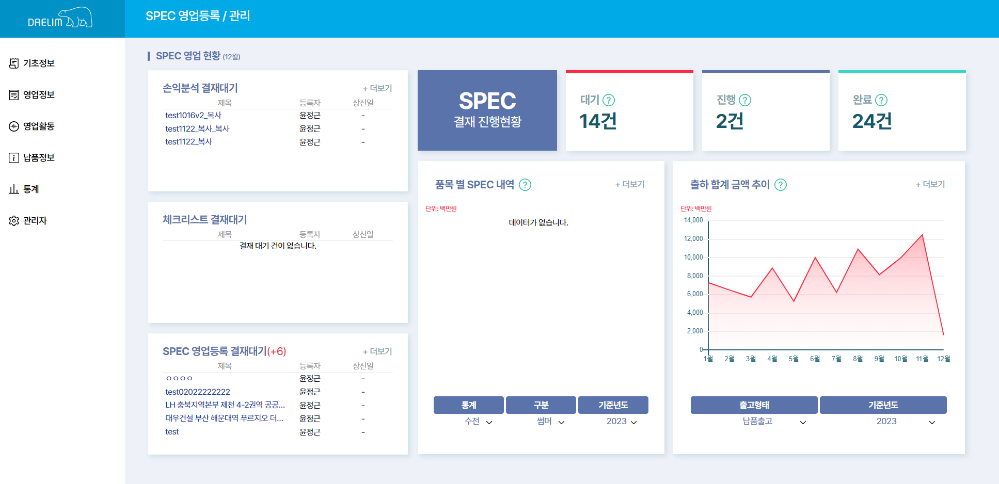 DAELIM
SPEC 영업등록 / 관리
기초정보
영업정보
영업활동
납품정보
통계
관리자
SPEC 영업 현황 (12월)
손익분석 결재대기
+ 더보기
제목 등록자 상신일
test1016v2_복사 윤정근 -
test1122_복사_복사 윤정근 -
test1122_복사 윤정근 -
체크리스트 결재대기
제목 등록자 상신일
결재 대기 건이 없습니다.
SPEC 영업등록 결재대기(+6)
+ 더보기
제목 등록자 상신일
ㅇㅇㅇㅇ 윤정근 -
test02022222222 윤정근 -
LH 충북지역본부 제천 4-2권역 공공... 윤정근 -
대우건설 부산 해운대역 푸르지오 더... 윤정근 -
test 윤정근 -
SPEC
결재 진행현황
대기 ?
14건
진행 ?
2건
완료 ?
24건
품목 별 SPEC 내역 ?
+ 더보기
단위: 백만원
데이터가 없습니다.
통계 구분 기준년도
수전 썸머 2023
출하 합계 금액 추이 ?
+ 더보기
단위: 백만원
14,000
12,000
10,000
8,000
6,000
4,000
2,000
0
1월 2월 3월 4월 5월 6월 7월 8월 9월 10월 11월 12월
출고형태 기준년도
납품출고 2023